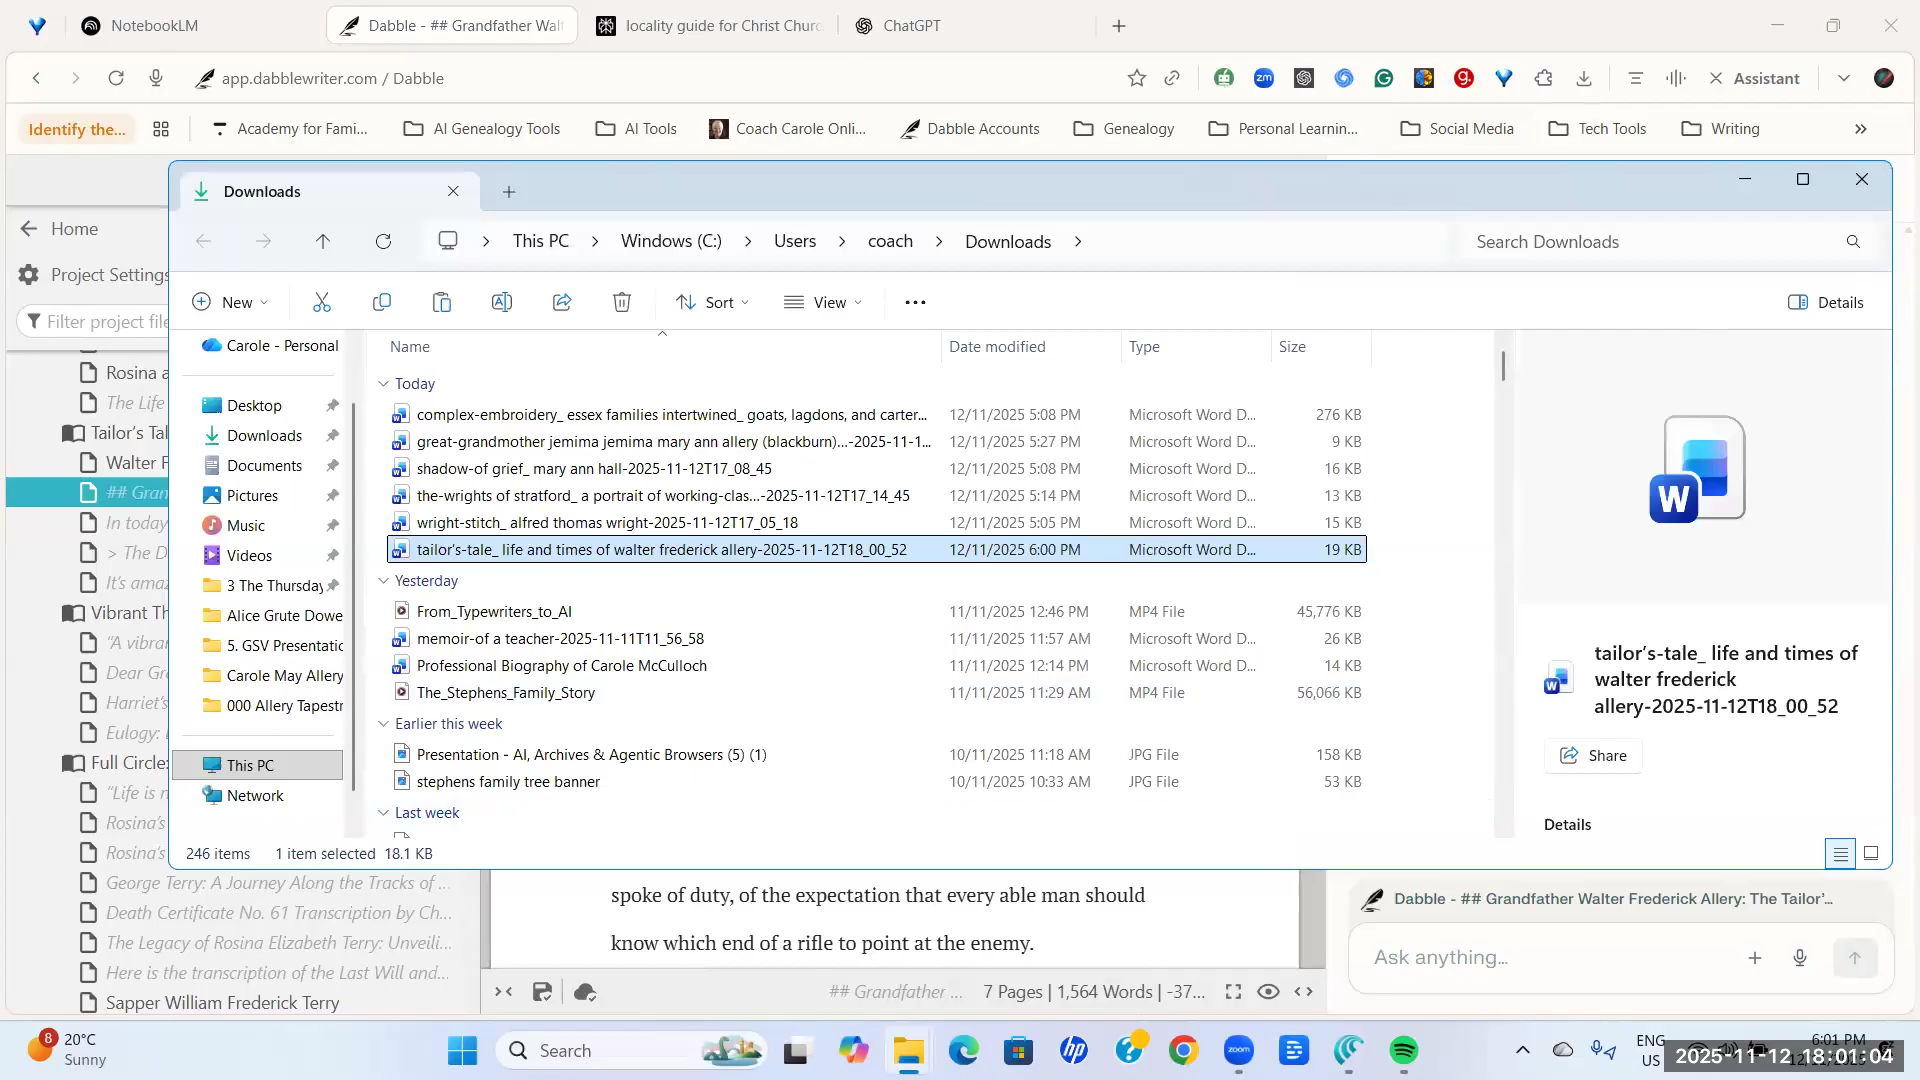 NotebookLM
Dabble - ## Grandfather Walt
locality guide for Christ Churc
ChatGPT
app.dabblewriter.com / Dabble
Assistant
Identify the...
Academy for Fami...
AI Genealogy Tools
AI Tools
Coach Carole Onli...
Dabble Accounts
Genealogy
Personal Learnin...
Social Media
Tech Tools
Writing
Downloads
Home
Project Settings
Filter project file
This PC
Windows (C:)
Users
coach
Downloads
Search Downloads
New
Sort
View
Details
Rosina a
The Life
Tailor's Tal
Walter F
## Gran
In today
> The D
It's amaz
Vibrant Th
"A vibra
Dear Gr
Harriet's
Eulogy:
Full Circle:
"Life is n
Rosina's
Rosina's
George Terry: A Journey Along the Tracks of ...
Death Certificate No. 61 Transcription by Ch...
The Legacy of Rosina Elizabeth Terry: Unveili...
Here is the transcription of the Last Will and...
Sapper William Frederick Terry
Carole - Personal
Desktop
Downloads
Documents
Pictures
Music
Videos
3 The Thursday
Alice Grute Dowe
5. GSV Presentatic
Carole May Allery
000 Allery Tapestr
This PC
Network
Name Date modified Type Size
Today
complex-embroidery_ essex families intertwined_ goats, lagdons, and carter... 12/11/2025 5:08 PM Microsoft Word D... 276 KB
great-grandmother jemima jemima mary ann allery (blackburn)...-2025-11-1... 12/11/2025 5:27 PM Microsoft Word D... 9 KB
shadow-of grief_ mary ann hall-2025-11-12T17_08_45 12/11/2025 5:08 PM Microsoft Word D... 16 KB
the-wrights of stratford_ a portrait of working-clas...-2025-11-12T17_14_45 12/11/2025 5:14 PM Microsoft Word D... 13 KB
wright-stitch_ alfred thomas wright-2025-11-12T17_05_18 12/11/2025 5:05 PM Microsoft Word D... 15 KB
tailor's-tale_ life and times of walter frederick allery-2025-11-12T18_00_52 12/11/2025 6:00 PM Microsoft Word D... 19 KB
Yesterday
From_Typewriters_to_AI 11/11/2025 12:46 PM MP4 File 45,776 KB
memoir-of a teacher-2025-11-11T11_56_58 11/11/2025 11:57 AM Microsoft Word D... 26 KB
Professional Biography of Carole McCulloch 11/11/2025 12:14 PM Microsoft Word D... 14 KB
The_Stephens_Family_Story 11/11/2025 11:29 AM MP4 File 56,066 KB
Earlier this week
Presentation - AI, Archives & Agentic Browsers (5) (1) 10/11/2025 11:18 AM JPG File 158 KB
stephens family tree banner 10/11/2025 10:33 AM JPG File 53 KB
Last week
W
tailor's-tale_ life and times of
walter frederick
allery-2025-11-12T18_00_52
Share
Details
246 items 1 item selected 18.1 KB
spoke of duty, of the expectation that every able man should
know which end of a rifle to point at the enemy.
## Grandfather ... 7 Pages | 1,564 Words | -37...
Dabble - ## Grandfather Walter Frederick Allery: The Tailor'...
Ask anything...
8
20°C
Sunny
Search
hp
zoom
ENG
US
6:01 PM
2025-11-12 18:01:04